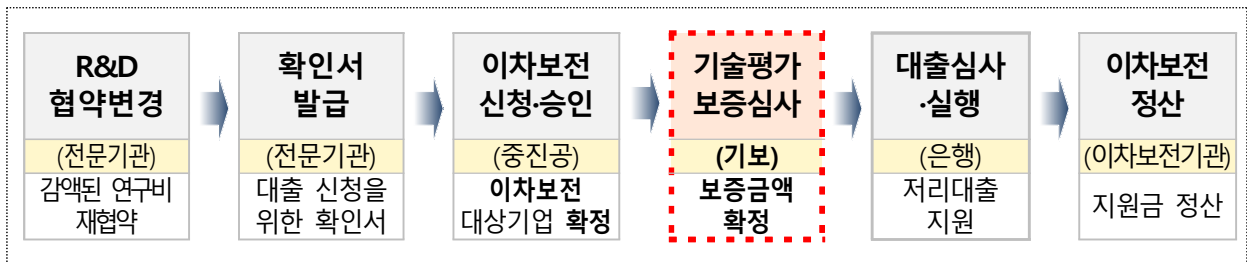 R&D
협약변경
(전문기관)
감액된 연구비
재협약
확인서
발급
(전문기관)
대출 신청을
위한 확인서
이차보전
신청·승인
(중진공)
이차보전
대상기업 확정
기술평가
보증심사
(기보)
보증금액
확정
대출심사
·실행
(은행)
저리대출
지원
이차보전
정산
(이차보전기관)
지원금 정산